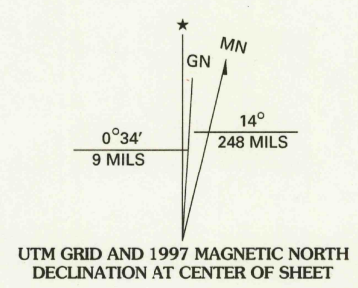 ★
GN
MN
0°34′
9 MILS
14°
248 MILS
UTM GRID AND 1997 MAGNETIC NORTH
DECLINATION AT CENTER OF SHEET